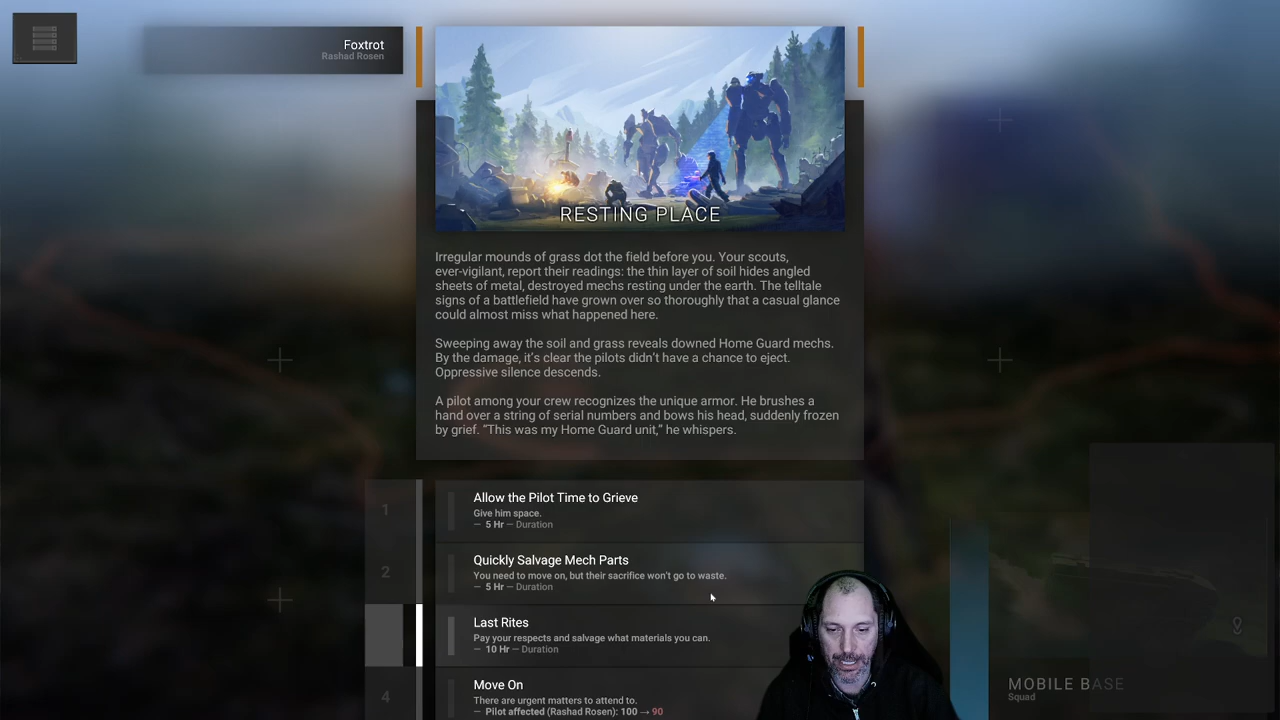 Foxtrot
Rashad Rosen
RESTING PLACE
Irregular mounds of grass dot the field before you. Your scouts,
ever-vigilant, report their readings: the thin layer of soil hides angled
sheets of metal, destroyed mechs resting under the earth. The telltale
signs of a battlefield have grown over so thoroughly that a casual glance
could almost miss what happened here.
Sweeping away the soil and grass reveals downed Home Guard mechs.
By the damage, it's clear the pilots didn't have a chance to eject.
Oppressive silence descends.
A pilot among your crew recognizes the unique armor. He brushes a
hand over a string of serial numbers and bows his head, suddenly frozen
by grief. “This was my Home Guard unit,” he whispers.
1
Allow the Pilot Time to Grieve
Give him space.
— 5 Hr — Duration
2
Quickly Salvage Mech Parts
You need to move on, but their sacrifice won't go to waste.
— 5 Hr — Duration
Last Rites
Pay your respects and salvage what materials you can.
— 10 Hr — Duration
4
Move On
There are urgent matters to attend to.
— Pilot affected (Rashad Rosen): 100 → 90
MOBILE BASE
Squad